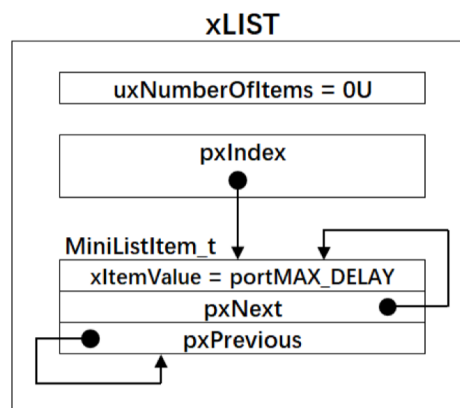 xLIST
uxNumberOfItems = 0U
pxIndex
MiniListItem_t
xItemValue = portMAX_DELAY
pxNext
pxPrevious